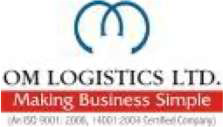 OM LOGISTICS LTD.
Making Business Simple
(An ISO 9001: 2008, 14001:2004 Certified Company)